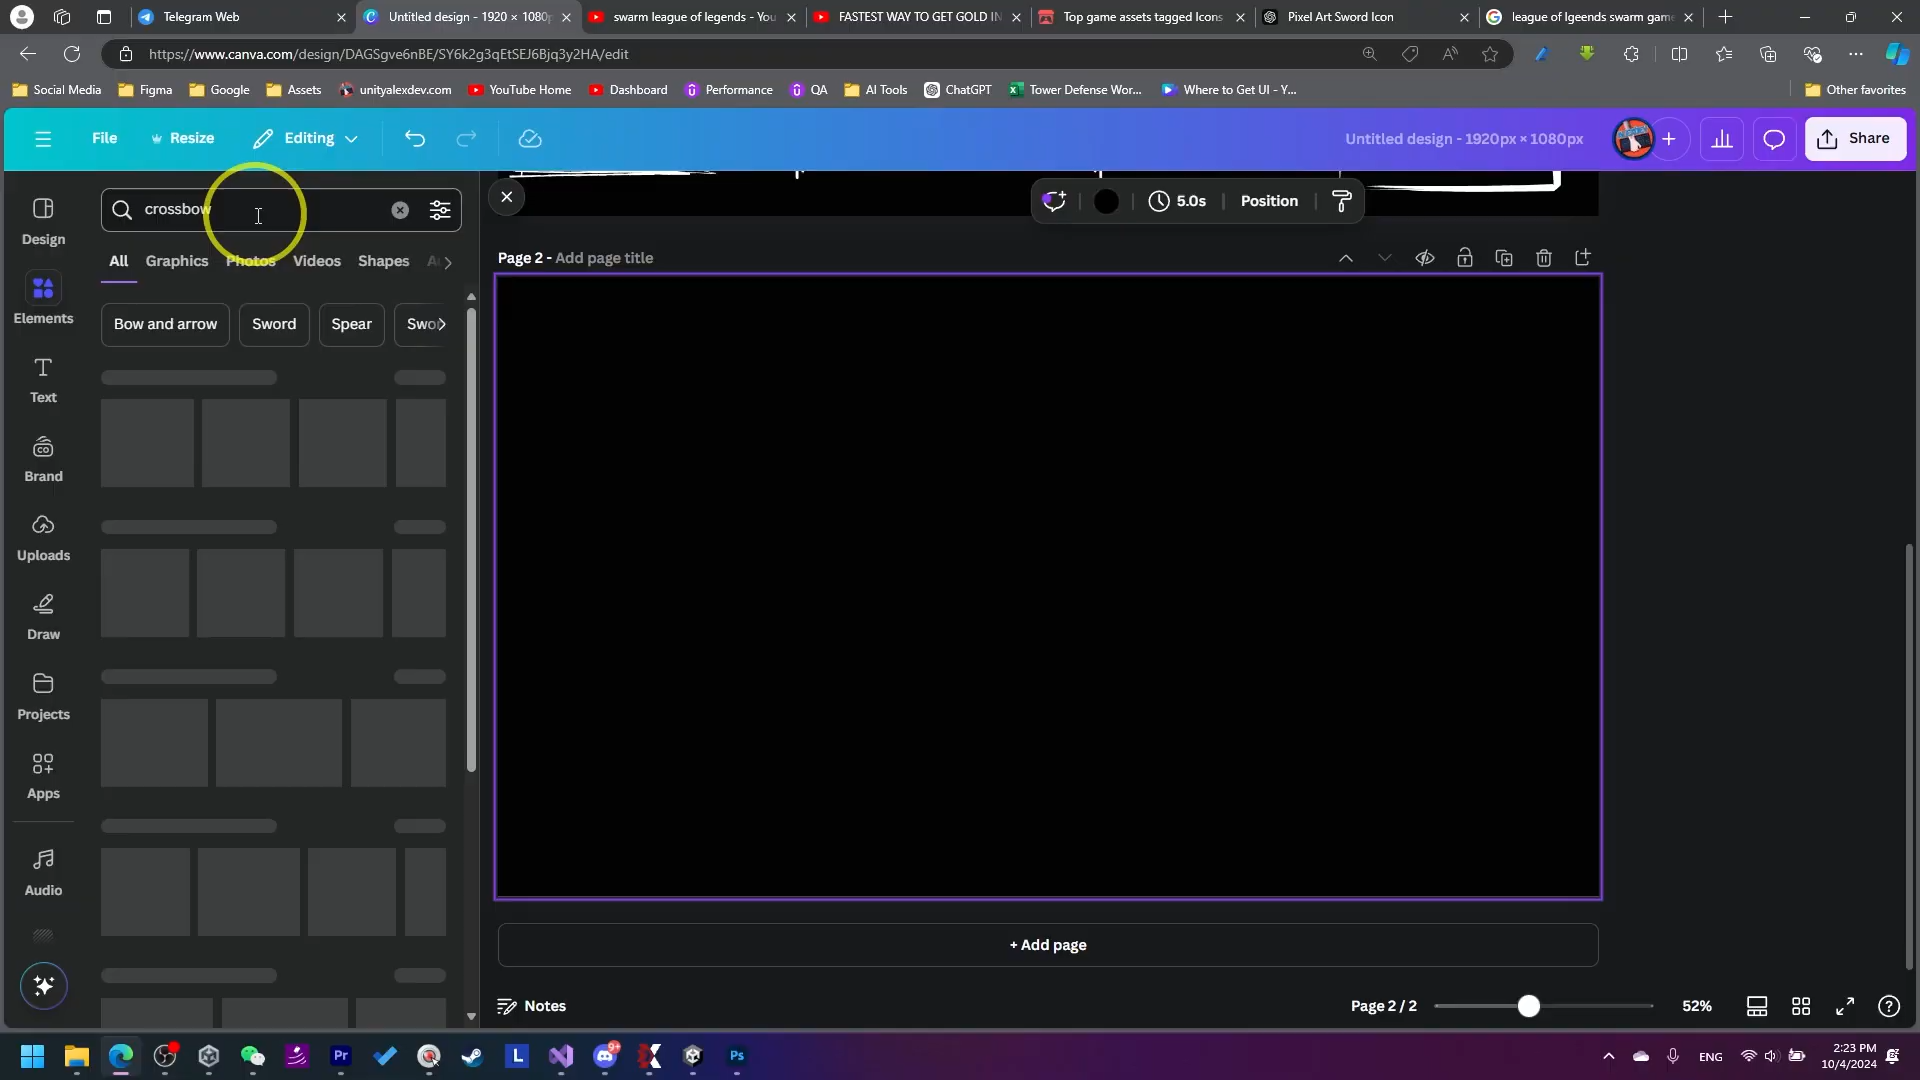 Telegram Web
Untitled design - 1920 × 1080p
swarm league of legends - You
FASTEST WAY TO GET GOLD IN
Top game assets tagged Icons
Pixel Art Sword Icon
league of lgeends swarm game
https://www.canva.com/design/DAGSgve6nBE/SY6k2g3qEtSEJ6Bjq3y2HA/edit
Social Media
Figma
Google
Assets
unityalexdev.com
YouTube Home
Dashboard
Performance
QA
AI Tools
ChatGPT
Tower Defense Wor...
Where to Get UI - Y...
Other favorites
File
Resize
Editing
Untitled design - 1920px × 1080px
Share
Design
Elements
Text
Brand
Uploads
Draw
Projects
Apps
Audio
crossbow
All
Graphics
Photos
Videos
Shapes
Bow and arrow
Sword
Spear
5.0s
Position
Page 2 - Add page title
+ Add page
Notes
Page 2 / 2
52%
Pr
L
9+
Ps
ENG
2:23 PM
10/4/2024